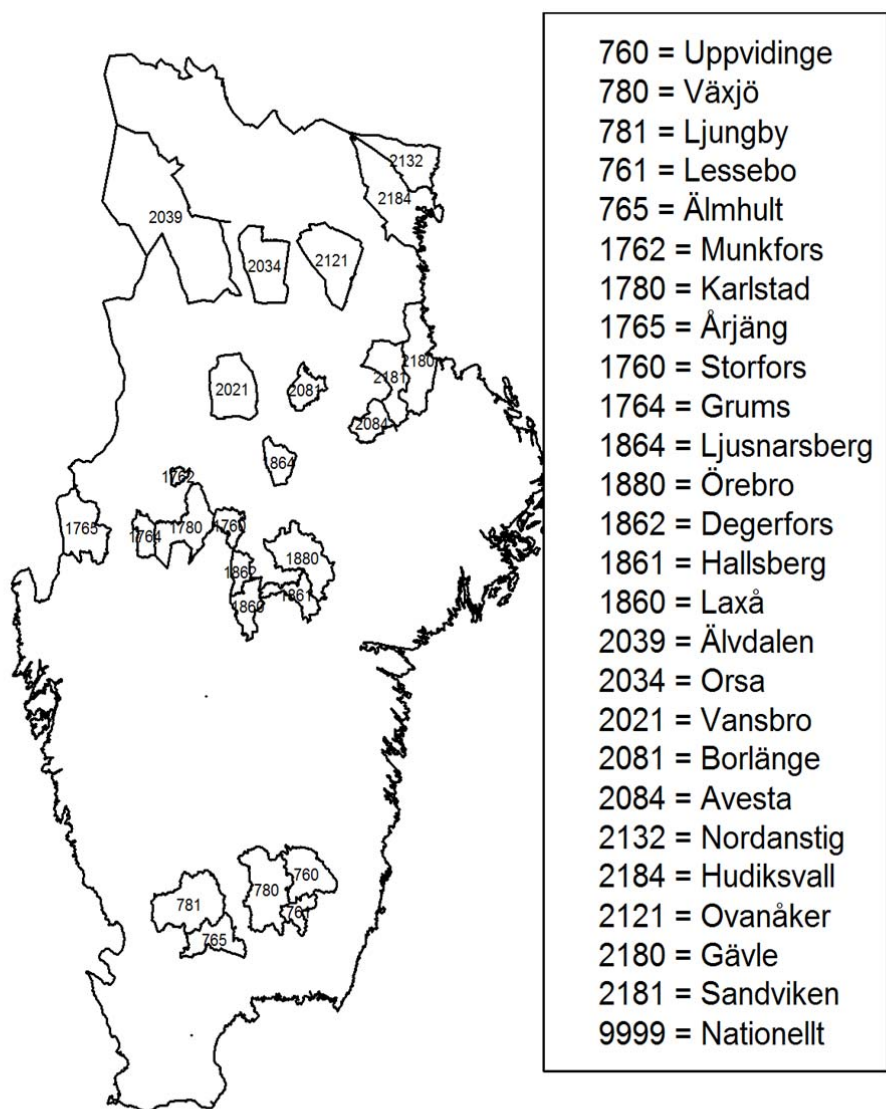 760 = Uppvidinge
780 = Växjö
781 = Ljungby
761 = Lessebo
765 = Älmhult
1762 = Munkfors
1780 = Karlstad
1765 = Årjäng
1760 = Storfors
1764 = Grums
1864 = Ljusnarsberg
1880 = Örebro
1862 = Degerfors
1861 = Hallsberg
1860 = Laxå
2039 = Älvdalen
2034 = Orsa
2021 = Vansbro
2081 = Borlänge
2084 = Avesta
2132 = Nordanstig
2184 = Hudiksvall
2121 = Ovanåker
2180 = Gävle
2181 = Sandviken
9999 = Nationellt
2132
2184
2039
2034
2121
2180
2181
2021
2081
2084
1864
1762
1765
1764
1780
1760
1880
1862
1861
1860
760
780
781
761
765